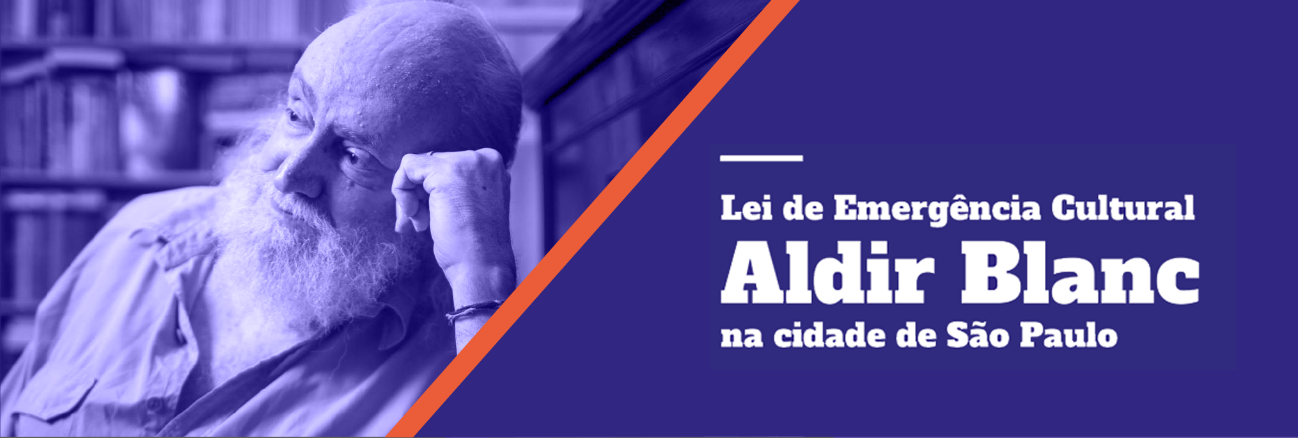 Lei de Emergência Cultural
Aldir Blanc
na cidade de São Paulo